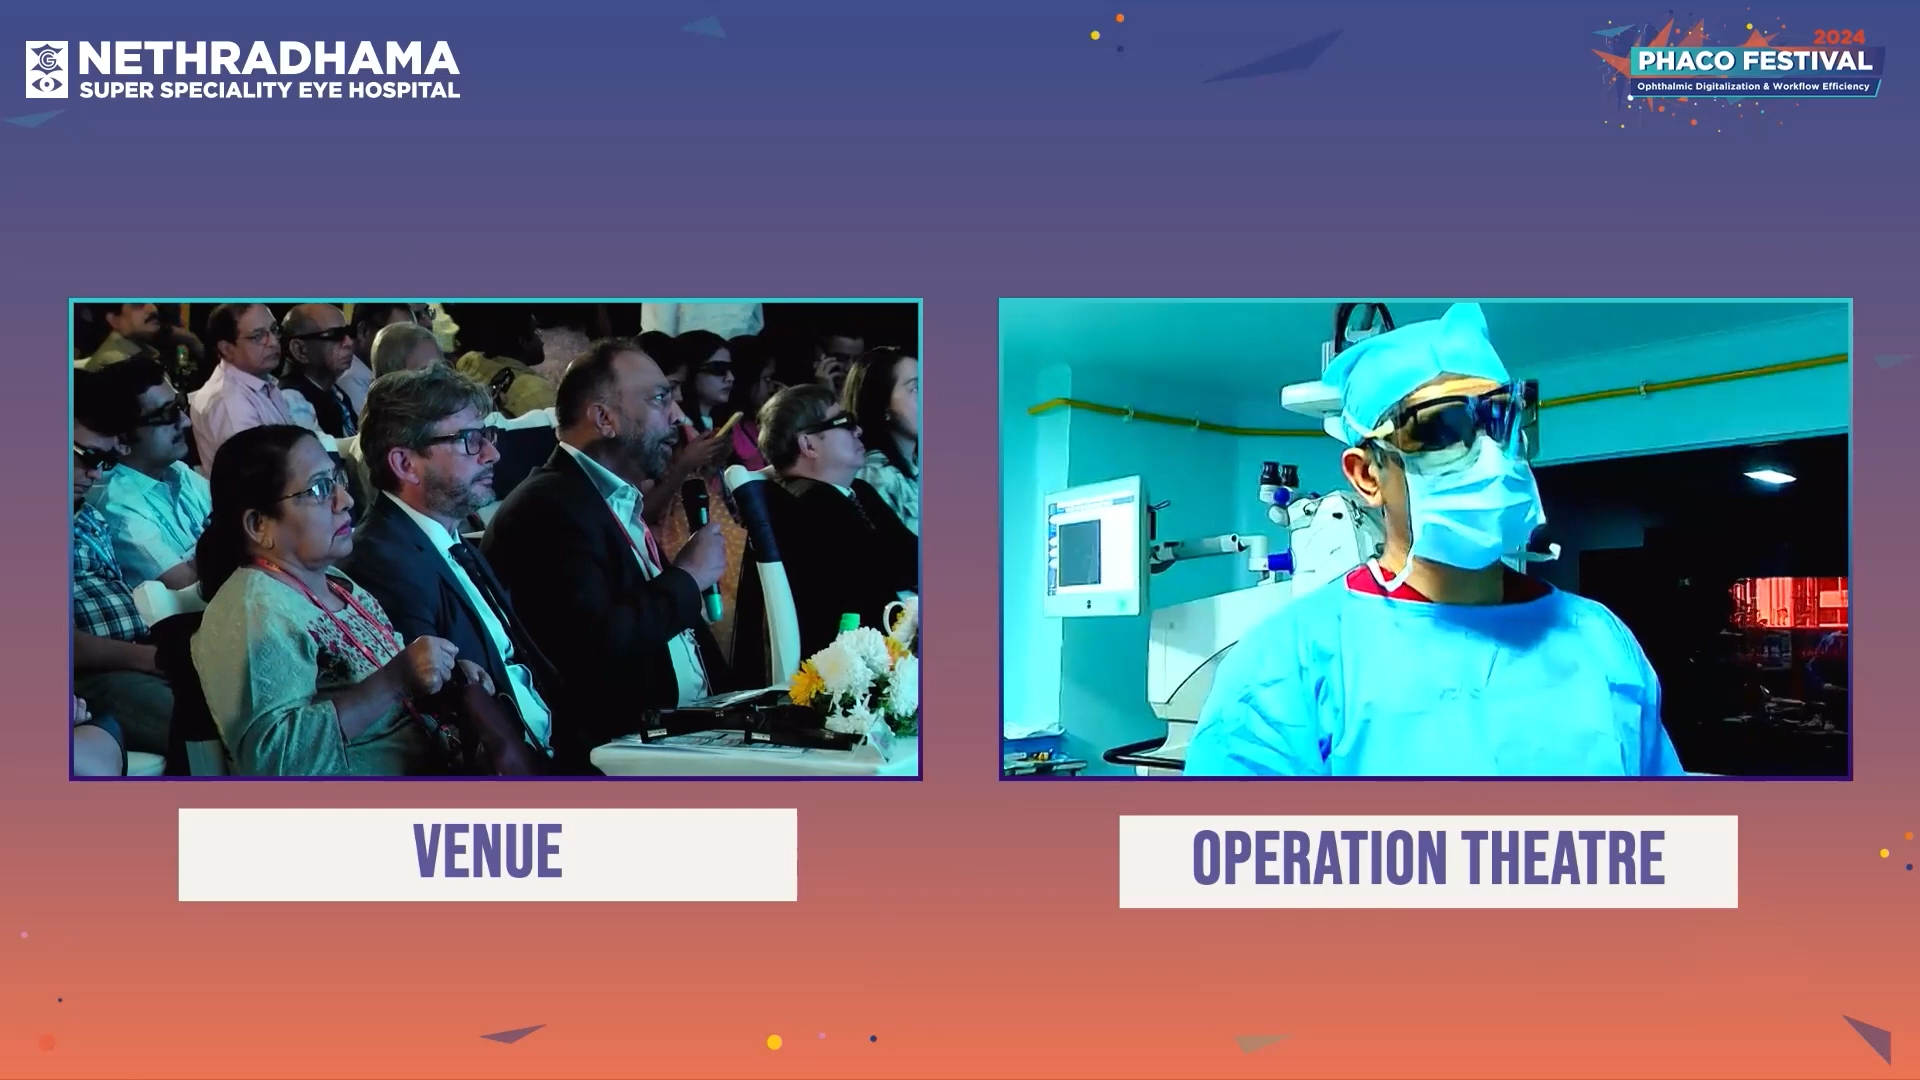 NETHRADHAMA
SUPER SPECIALITY EYE HOSPITAL
2024
PHACO FESTIVAL
Ophthalmic Digitalization & Workflow Efficiency
VENUE
OPERATION THEATRE